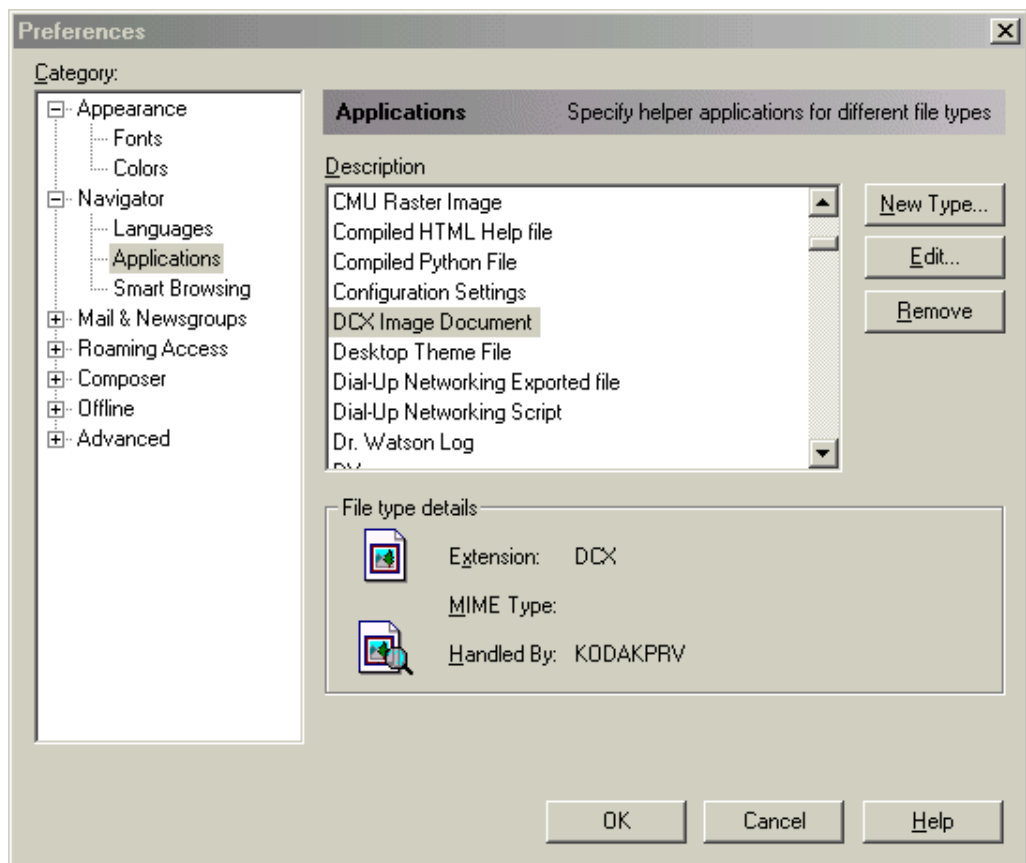 Preferences
Category:
Appearance
Fonts
Colors
Navigator
Languages
Applications
Smart Browsing
Mail & Newsgroups
Roaming Access
Composer
Offline
Advanced
Applications Specify helper applications for different file types
Description
CMU Raster Image
Compiled HTML Help file
Compiled Python File
Configuration Settings
DCX Image Document
Desktop Theme File
Dial-Up Networking Exported file
Dial-Up Networking Script
Dr. Watson Log
New Type...
Edit...
Remove
File type details
Extension: DCX
MIME Type:
Handled By: KODAKPRV
OK Cancel Help